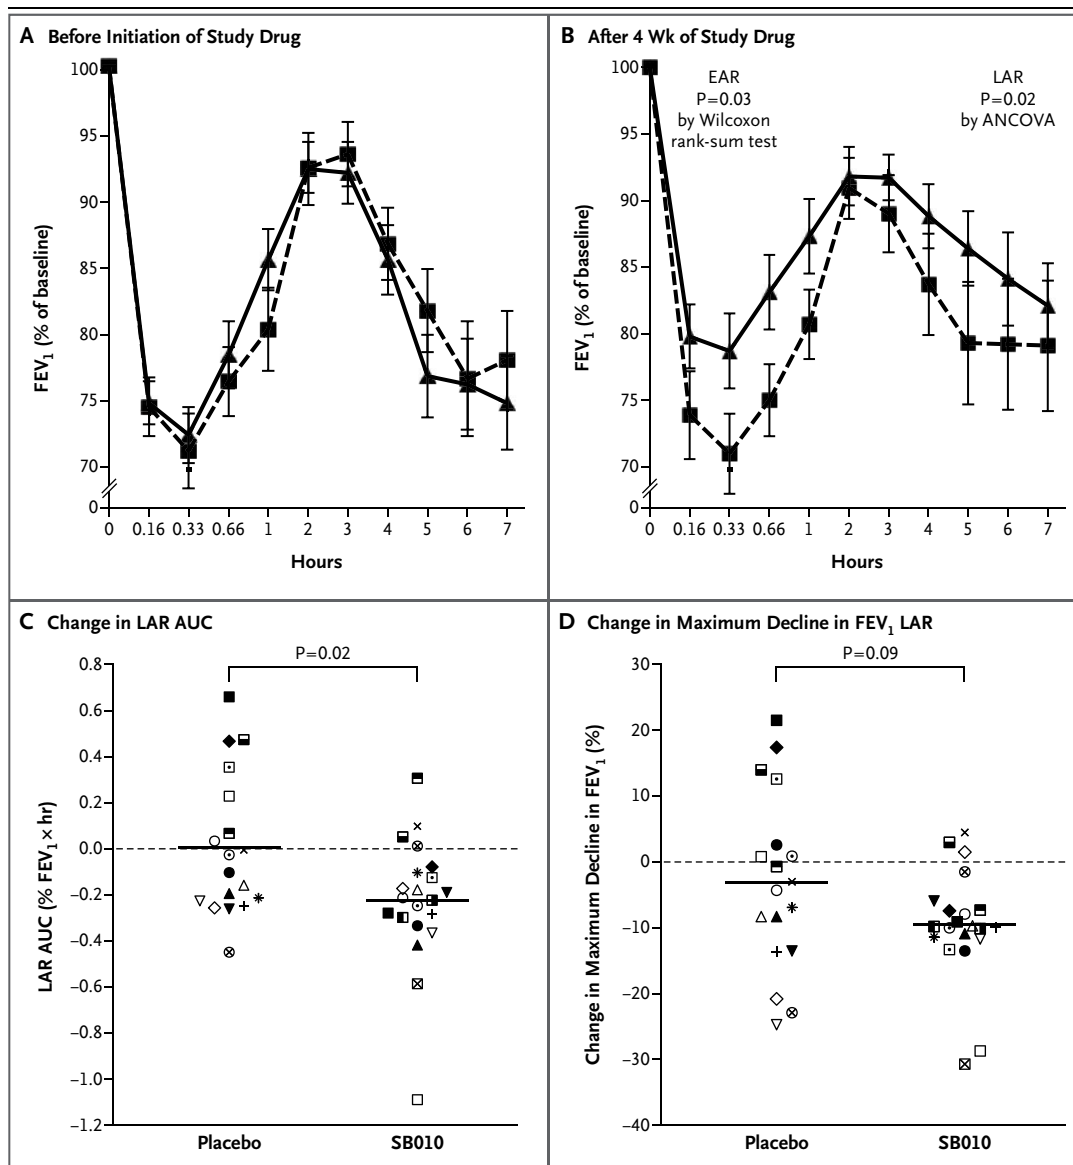 A Before Initiation of Study Drug
FEV1 (% of baseline)
100
95
90
85
80
75
70
0
0 0.16 0.33 0.66 1 2 3 4 5 6 7
Hours
B After 4 Wk of Study Drug
EAR
P=0.03
by Wilcoxon
rank-sum test
LAR
P=0.02
by ANCOVA
FEV1 (% of baseline)
100
95
90
85
80
75
70
0
0 0.16 0.33 0.66 1 2 3 4 5 6 7
Hours
C Change in LAR AUC
P=0.02
LAR AUC (% FEV1 × hr)
0.8
0.6
0.4
0.2
0.0
–0.2
–0.4
–0.6
–0.8
–1.0
–1.2
Placebo SB010
D Change in Maximum Decline in FEV1 LAR
P=0.09
Change in Maximum Decline in FEV1 (%)
30
20
10
0
–10
–20
–30
–40
Placebo SB010